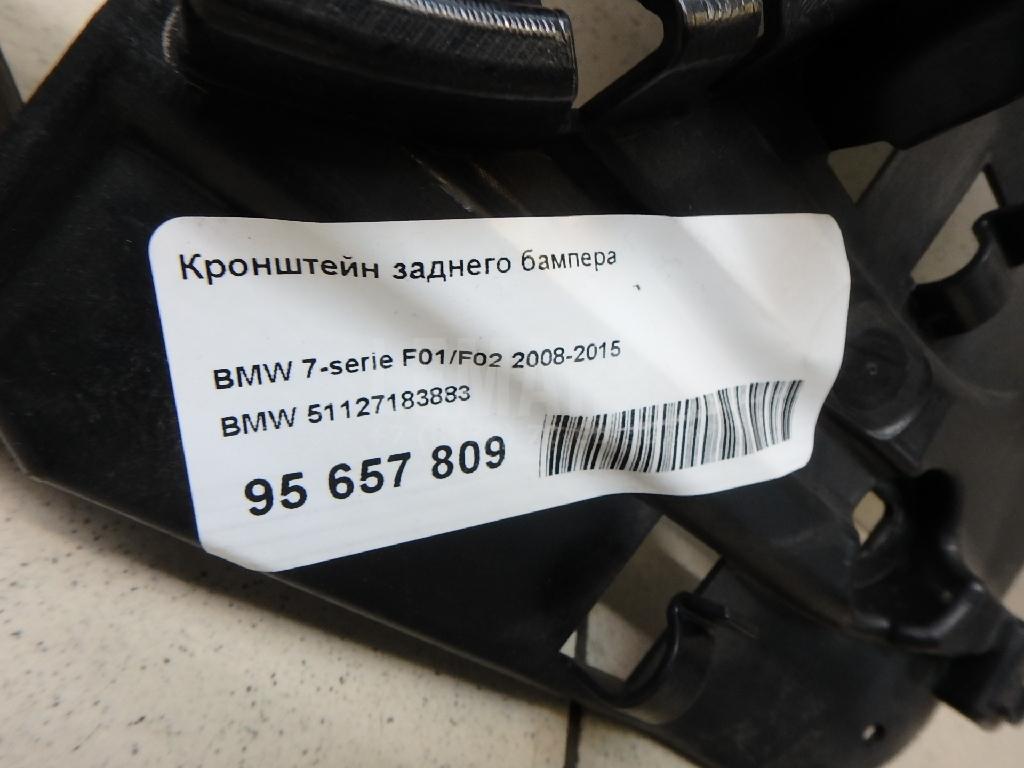 Кронштейн заднего бампера
BMW 7-serie F01/F02 2008-2015
BMW 51127183883
95 657 809